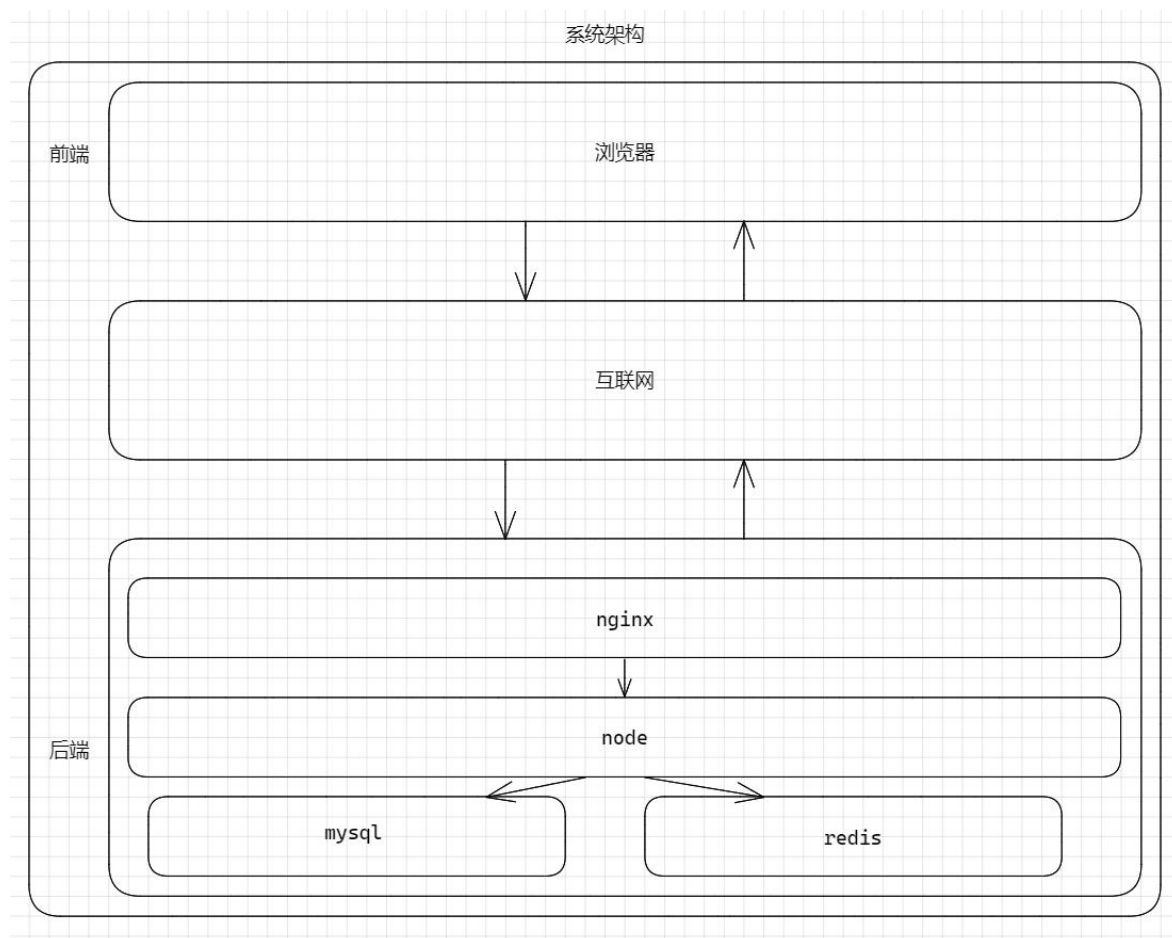 系统架构
前端
浏览器
互联网
nginx
node
后端
mysql
redis